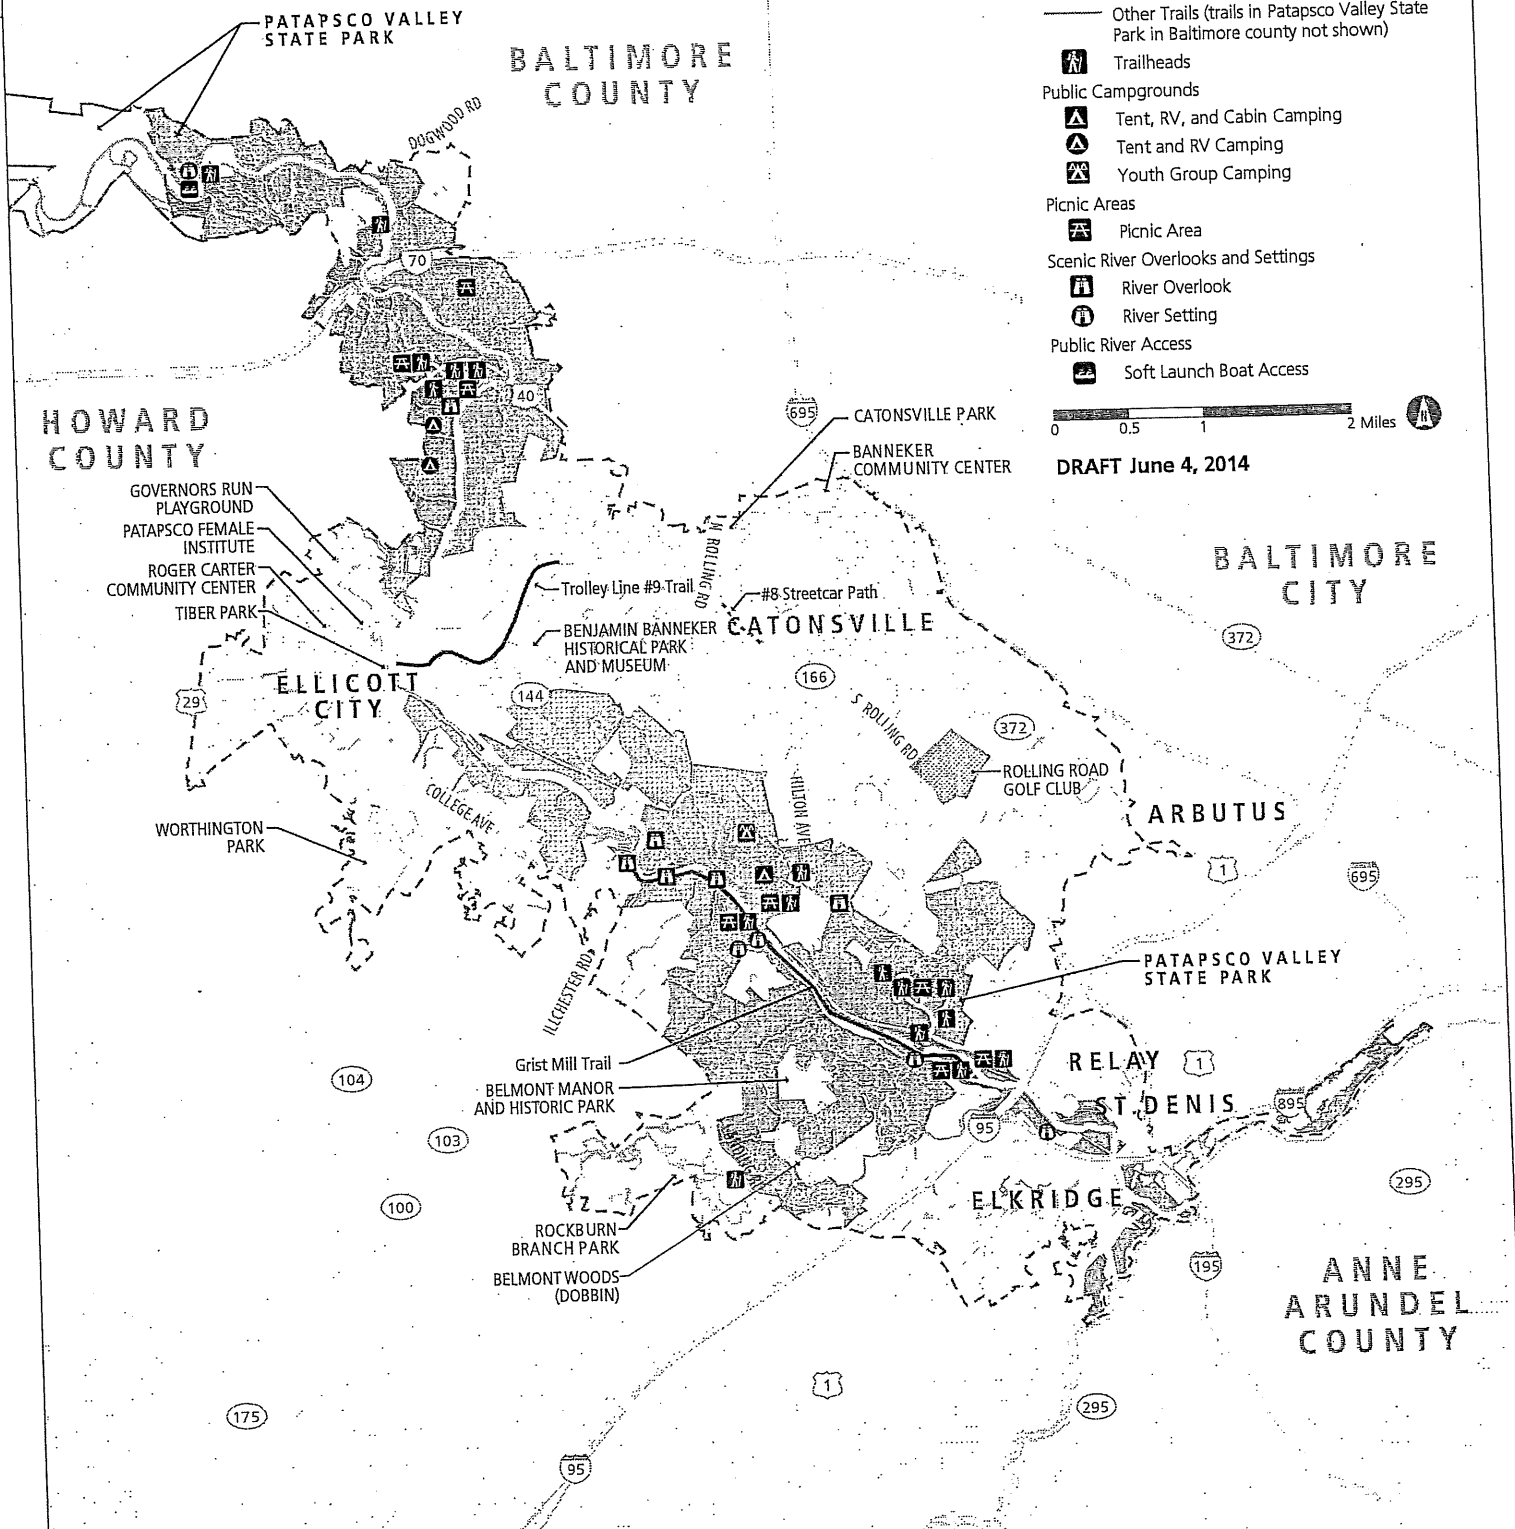 PATAPSCO VALLEY
STATE PARK
BALTIMORE
COUNTY
DOGWOOD RD
Other Trails (trails in Patapsco Valley State
Park in Baltimore county not shown)
Trailheads
Public Campgrounds
Tent, RV, and Cabin Camping
Tent and RV Camping
Youth Group Camping
Picnic Areas
Picnic Area
Scenic River Overlooks and Settings
River Overlook
River Setting
Public River Access
Soft Launch Boat Access
0 0.5 1 2 Miles
N
DRAFT June 4, 2014
70
40
695
HOWARD
COUNTY
CATONSVILLE PARK
BANNEKER
COMMUNITY CENTER
GOVERNORS RUN
PLAYGROUND
PATAPSCO FEMALE
INSTITUTE
ROGER CARTER
COMMUNITY CENTER
TIBER PARK
N ROLLING RD
Trolley Line #9 Trail
#8 Streetcar Path
BENJAMIN BANNEKER
HISTORICAL PARK
AND MUSEUM
CATONSVILLE
BALTIMORE
CITY
372
ELLICOTT
CITY
29
144
166
S ROLLING RD
372
ROLLING ROAD
GOLF CLUB
HILTON AVE
COLLEGE AVE
WORTHINGTON
PARK
ARBUTUS
1
695
ILLCHESTER RD
PATAPSCO VALLEY
STATE PARK
Grist Mill Trail
BELMONT MANOR
AND HISTORIC PARK
104
103
100
RELAY
1
ST. DENIS
895
95
295
ELKRIDGE
ROCKBURN
BRANCH PARK
BELMONT WOODS
(DOBBIN)
195
ANNE
ARUNDEL
COUNTY
1
295
175
95